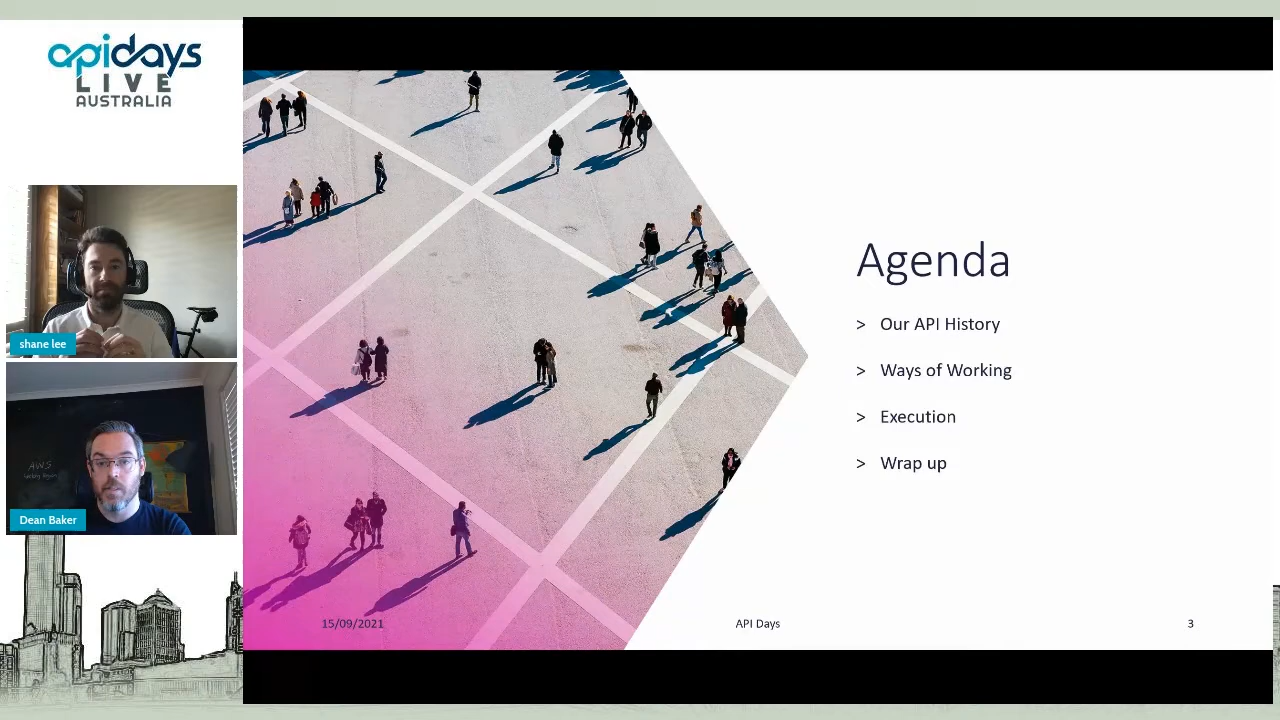 apidays
LIVE
AUSTRALIA
shane lee
AWS
Dean Baker
Agenda
> Our API History
> Ways of Working
> Execution
> Wrap up
15/09/2021
API Days
3